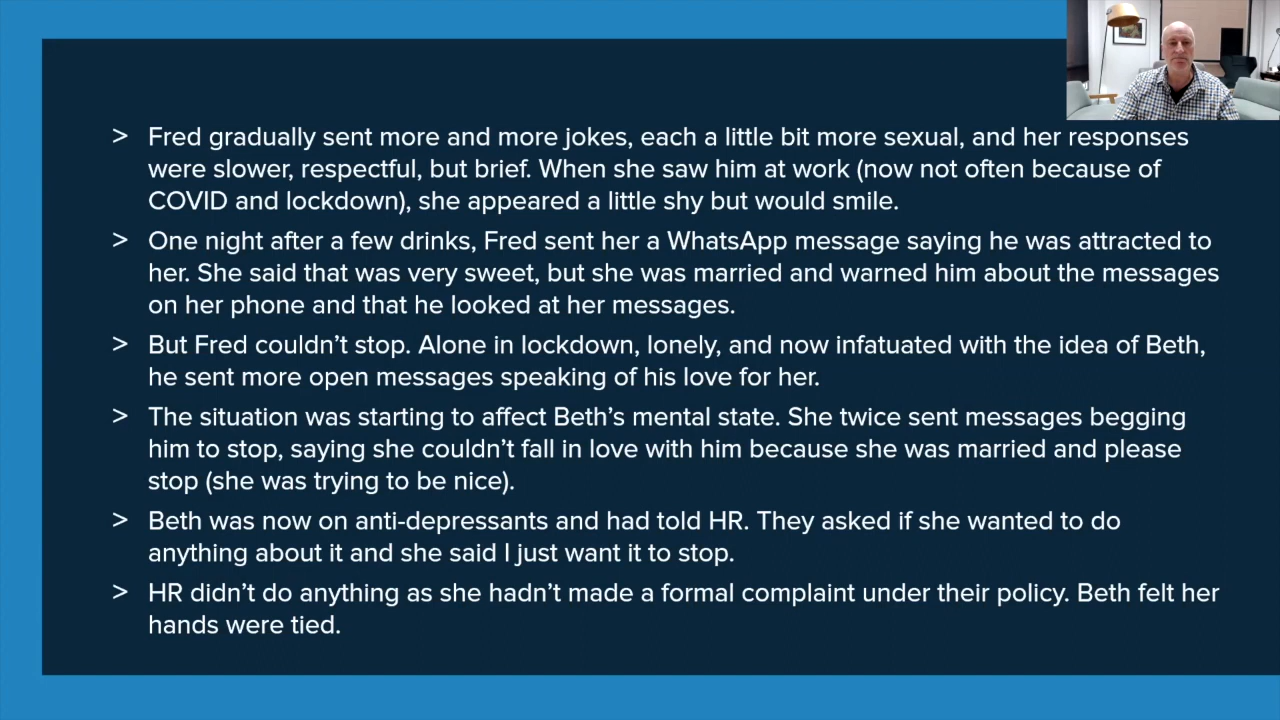 > Fred gradually sent more and more jokes, each a little bit more sexual, and her responses
were slower, respectful, but brief. When she saw him at work (now not often because of
COVID and lockdown), she appeared a little shy but would smile.
> One night after a few drinks, Fred sent her a WhatsApp message saying he was attracted to
her. She said that was very sweet, but she was married and warned him about the messages
on her phone and that he looked at her messages.
> But Fred couldn’t stop. Alone in lockdown, lonely, and now infatuated with the idea of Beth,
he sent more open messages speaking of his love for her.
> The situation was starting to affect Beth’s mental state. She twice sent messages begging
him to stop, saying she couldn’t fall in love with him because she was married and please
stop (she was trying to be nice).
> Beth was now on anti-depressants and had told HR. They asked if she wanted to do
anything about it and she said I just want it to stop.
> HR didn’t do anything as she hadn’t made a formal complaint under their policy. Beth felt her
hands were tied.